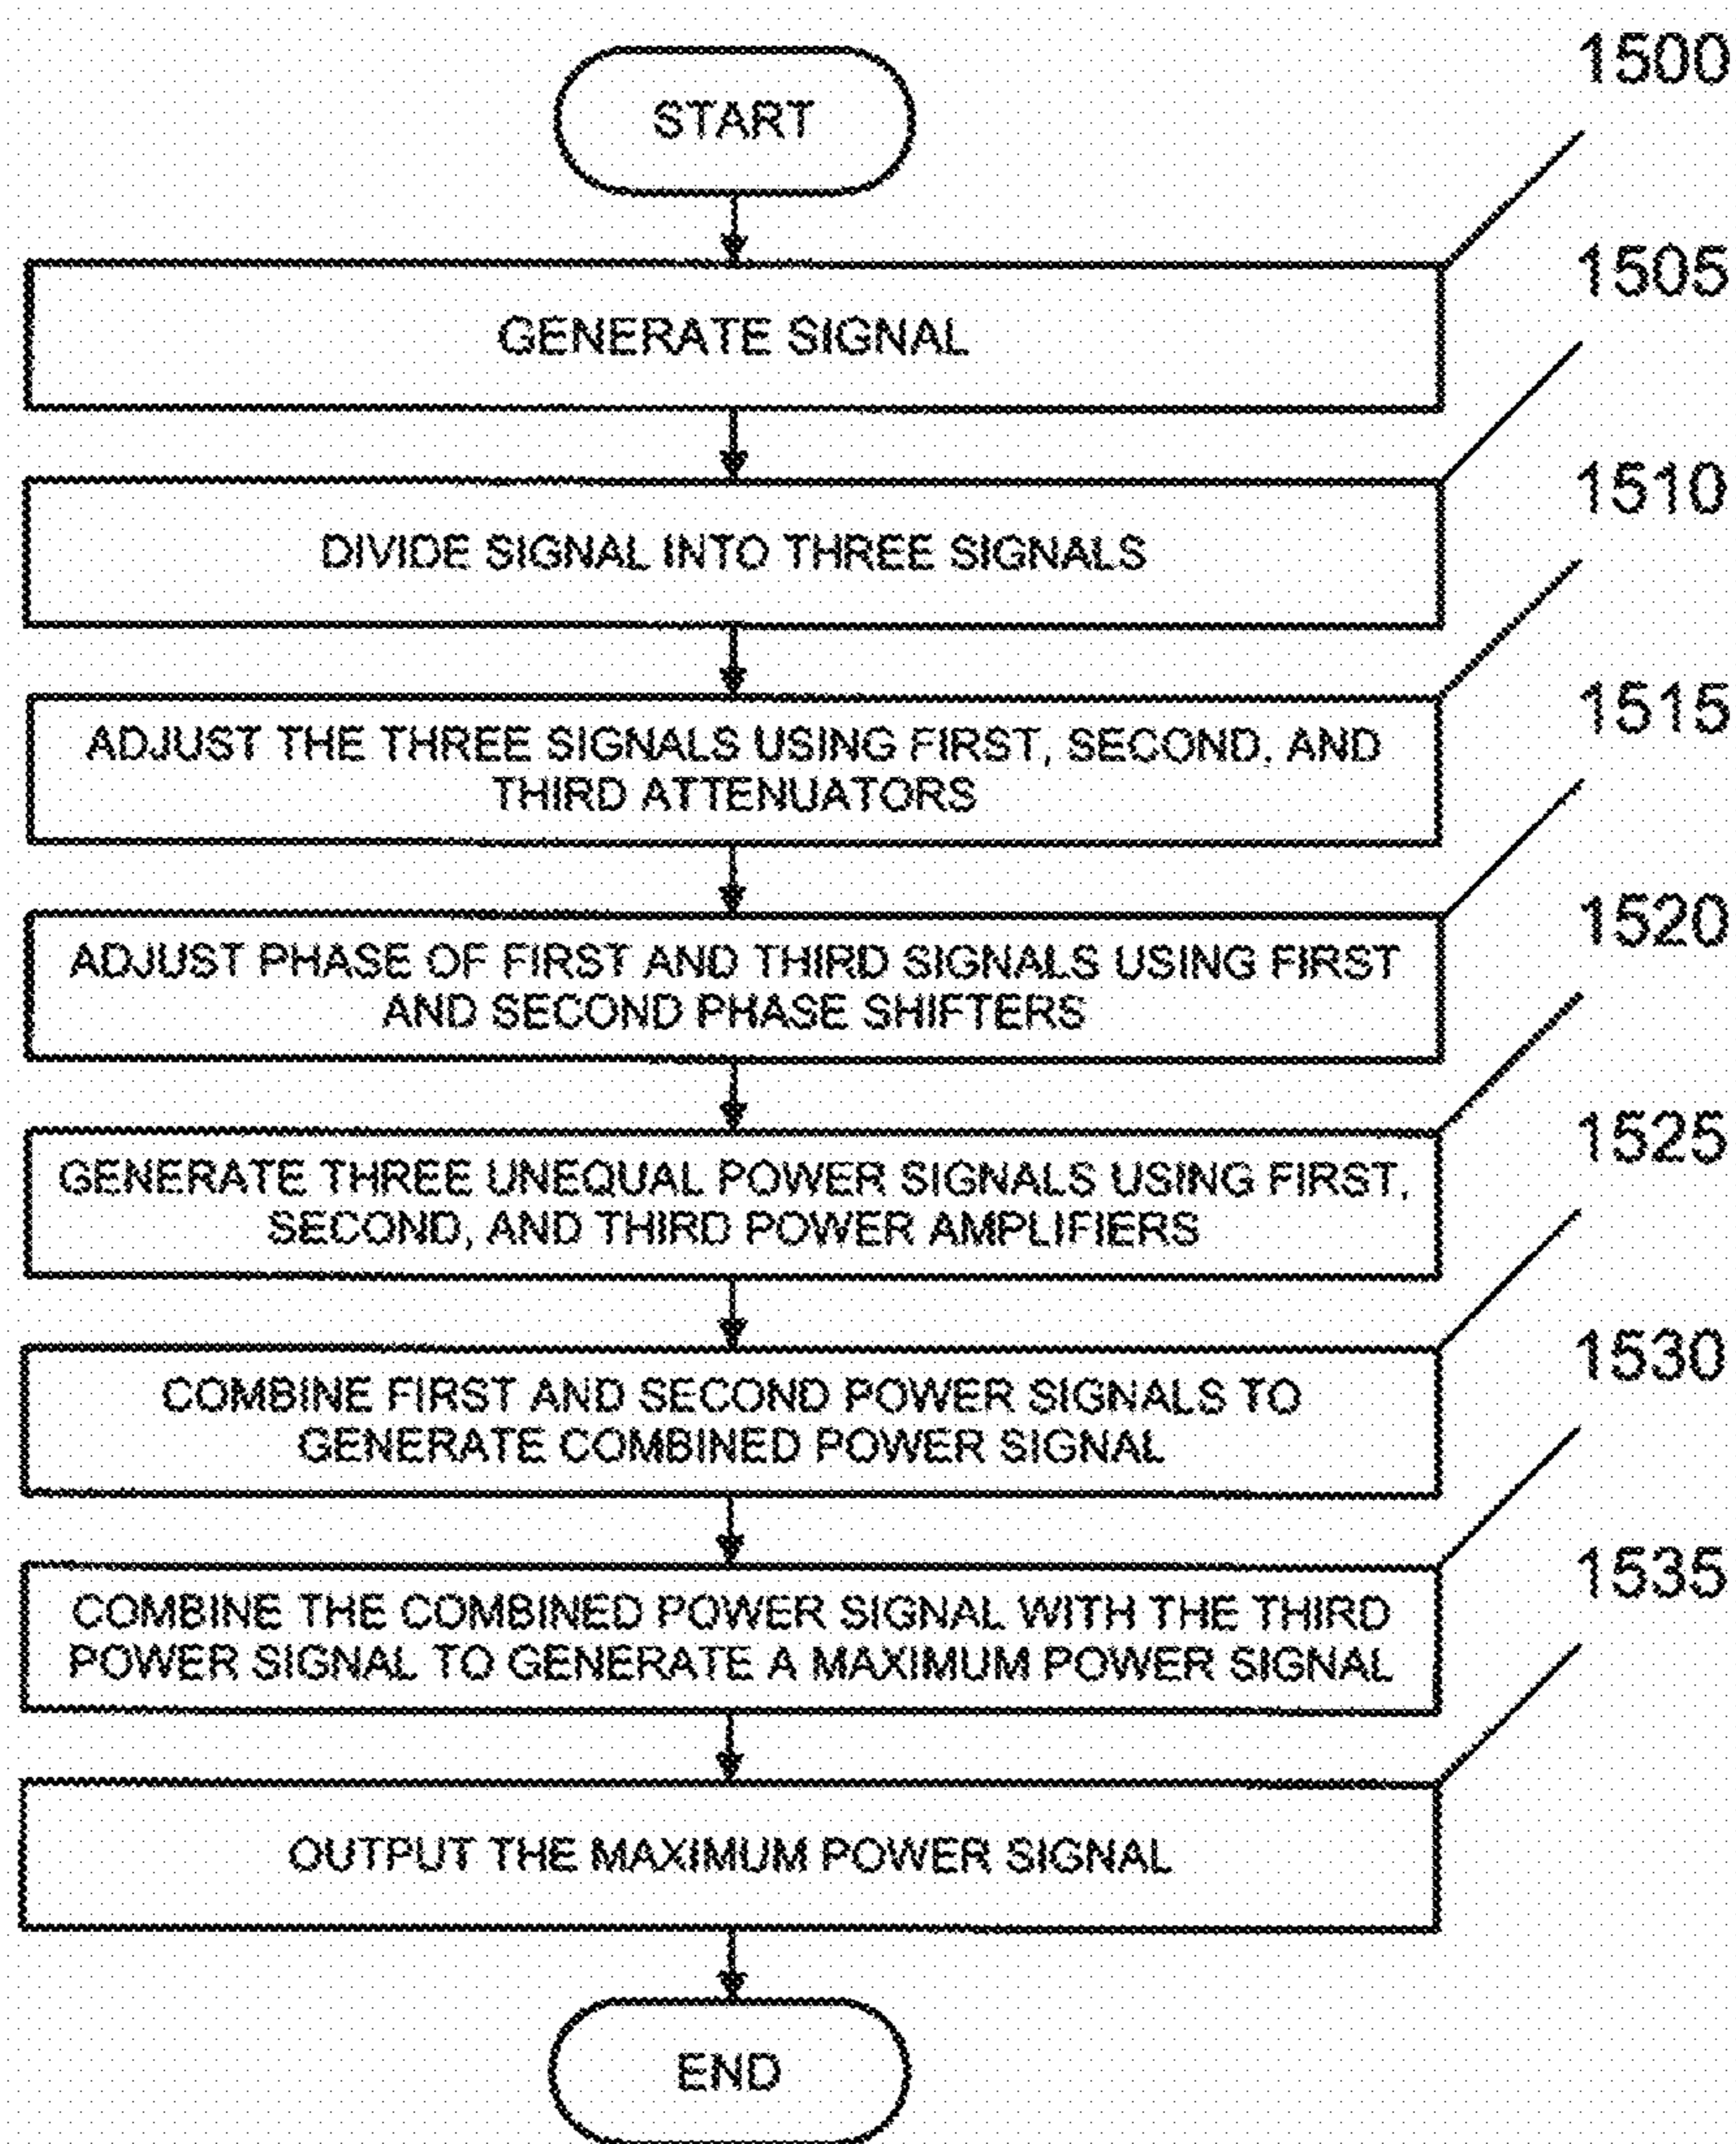 START
1500
GENERATE SIGNAL
1505
DIVIDE SIGNAL INTO THREE SIGNALS
1510
ADJUST THE THREE SIGNALS USING FIRST, SECOND, AND
THIRD ATTENUATORS
1515
ADJUST PHASE OF FIRST AND THIRD SIGNALS USING FIRST
AND SECOND PHASE SHIFTERS
1520
GENERATE THREE UNEQUAL POWER SIGNALS USING FIRST,
SECOND, AND THIRD POWER AMPLIFIERS
1525
COMBINE FIRST AND SECOND POWER SIGNALS TO
GENERATE COMBINED POWER SIGNAL
1530
COMBINE THE COMBINED POWER SIGNAL WITH THE THIRD
POWER SIGNAL TO GENERATE A MAXIMUM POWER SIGNAL
1535
OUTPUT THE MAXIMUM POWER SIGNAL
END